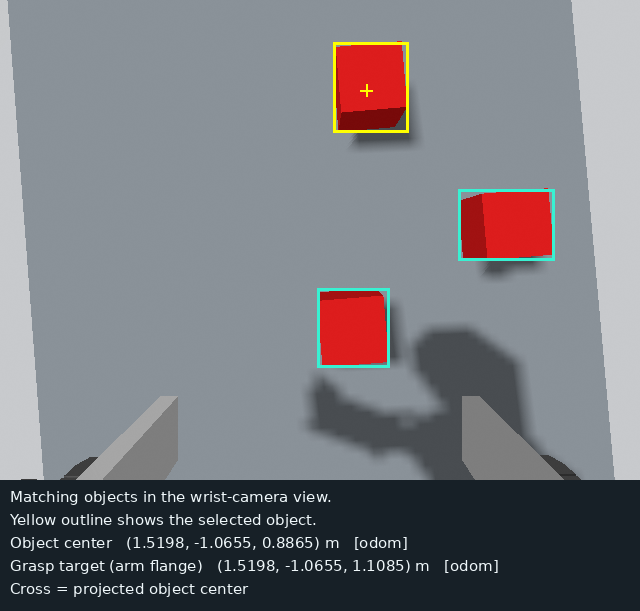 Matching objects in the wrist-camera view.
Yellow outline shows the selected object.
Object center   (1.5198, -1.0655, 0.8865) m   [odom]
Grasp target (arm flange)   (1.5198, -1.0655, 1.1085) m   [odom]
Cross = projected object center